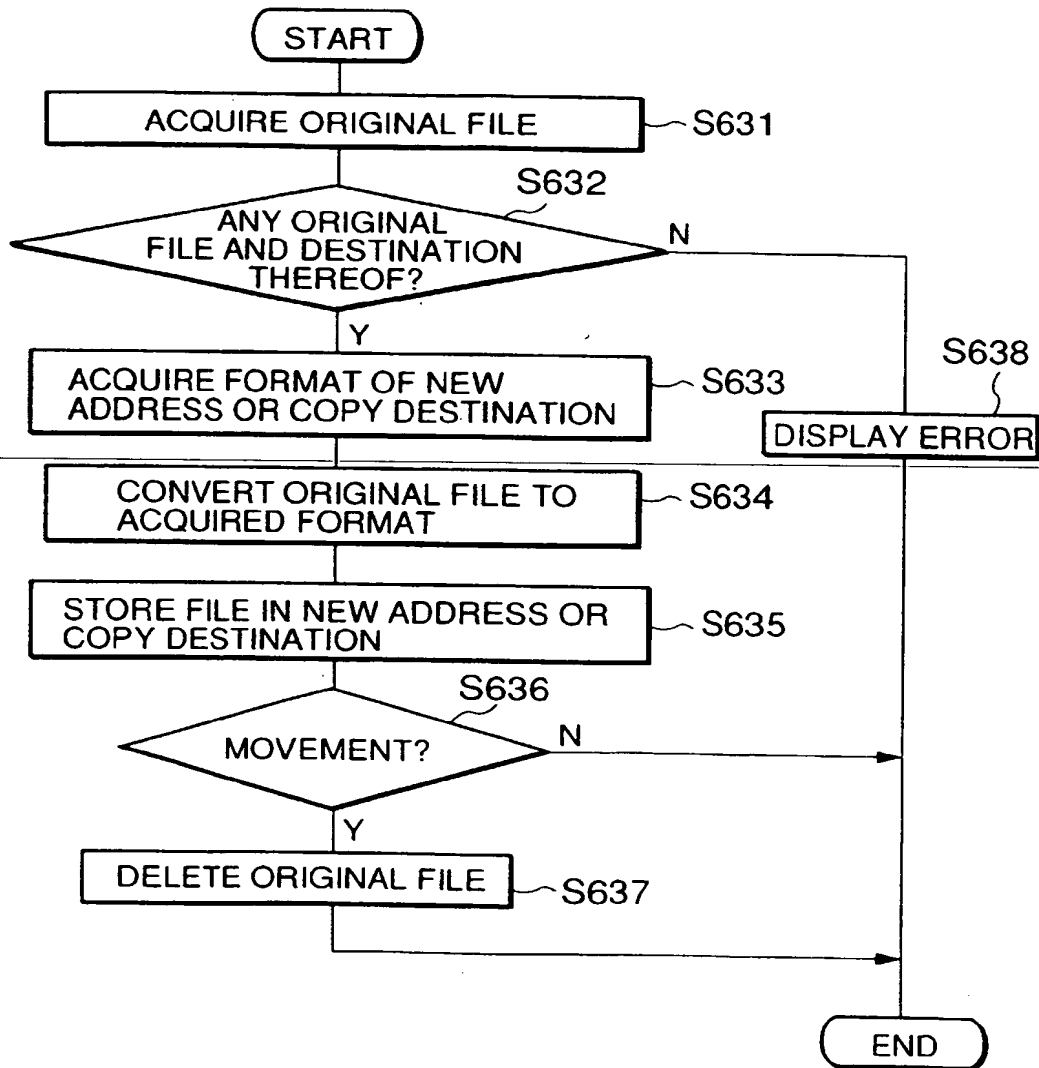 START
ACQUIRE ORIGINAL FILE
S631
S632
ANY ORIGINAL
FILE AND DESTINATION
THEREOF?
N
Y
ACQUIRE FORMAT OF NEW
ADDRESS OR COPY DESTINATION
S633
S638
DISPLAY ERROR
CONVERT ORIGINAL FILE TO
ACQUIRED FORMAT
S634
STORE FILE IN NEW ADDRESS OR
COPY DESTINATION
S635
S636
MOVEMENT?
N
Y
DELETE ORIGINAL FILE
S637
END